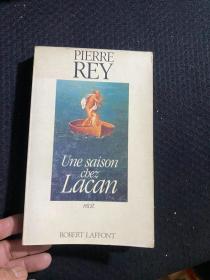 PIERRE
REY
Une saison
chez
Lacan
récit
ROBERT LAFFONT